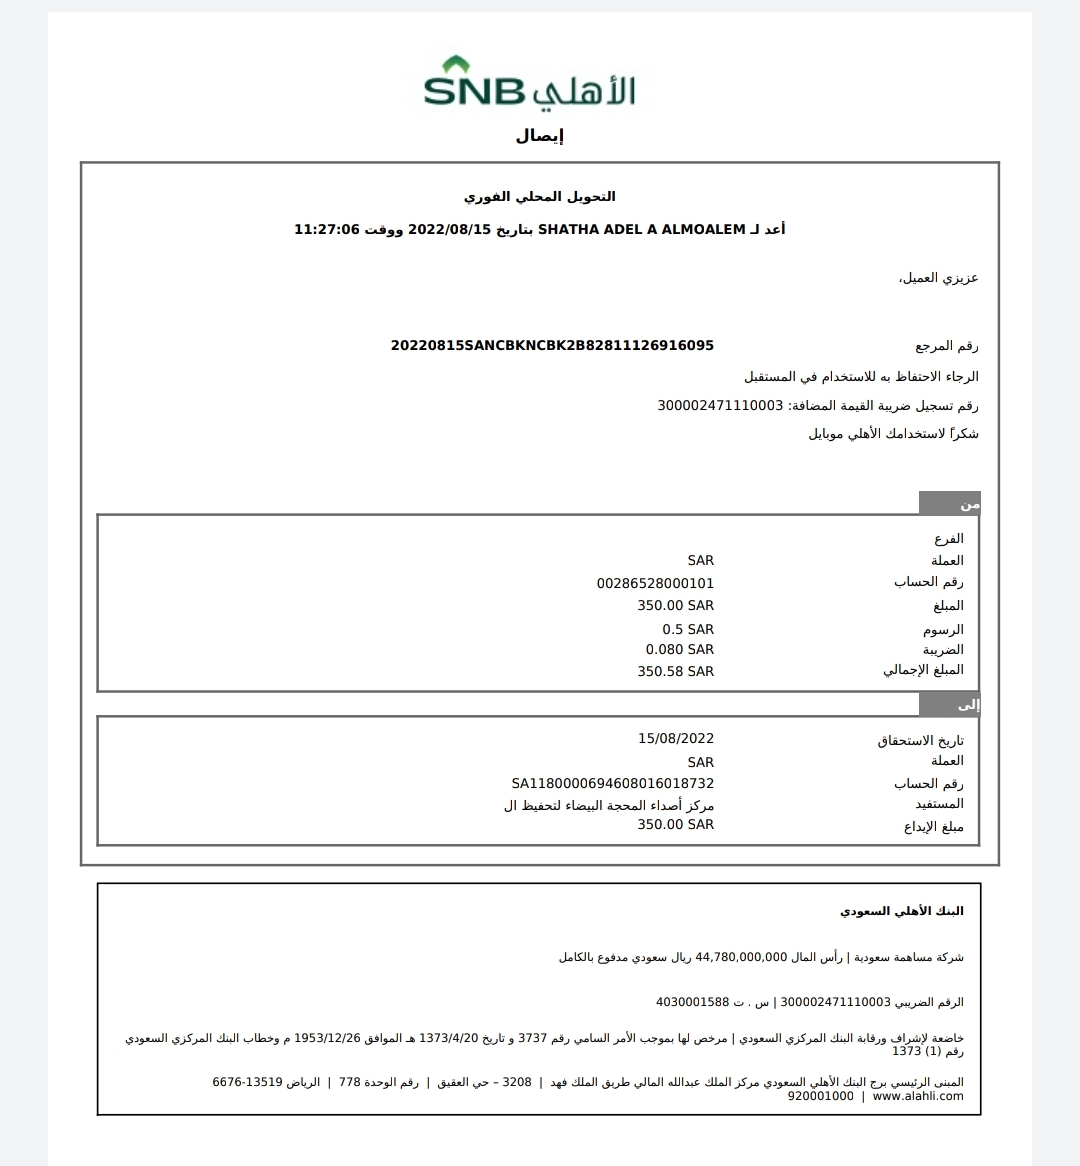 SNB الأهلي
إيصال
التحويل المحلي الفوري
أعد لـ SHATHA ADEL A ALMOALEM بتاريخ 2022/08/15 ووقت 11:27:06
عزيزي العميل،
رقم المرجع 20220815SANCBKNCBK2B82811126916095
الرجاء الاحتفاظ به للاستخدام في المستقبل
رقم تسجيل ضريبة القيمة المضافة: 300002471110003
شكراً لاستخدامك الأهلي موبايل
من
الفرع
العملة SAR
رقم الحساب 00286528000101
المبلغ 350.00 SAR
الرسوم 0.5 SAR
الضريبة 0.080 SAR
المبلغ الإجمالي 350.58 SAR
إلى
تاريخ الاستحقاق 15/08/2022
العملة SAR
رقم الحساب SA1180000694608016018732
المستفيد مركز أصداء المحجة البيضاء لتحفيظ ال
مبلغ الإيداع 350.00 SAR
البنك الأهلي السعودي
شركة مساهمة سعودية | رأس المال 44,780,000,000 ريال سعودي مدفوع بالكامل
الرقم الضريبي 300002471110003 | س . ت 4030001588
خاضعة لإشراف ورقابة البنك المركزي السعودي | مرخص لها بموجب الأمر السامي رقم 3737 و تاريخ 1373/4/20 هـ الموافق 1953/12/26 م وخطاب البنك المركزي السعودي
رقم (1) 1373
المبنى الرئيسي برج البنك الأهلي السعودي مركز الملك عبدالله المالي طريق الملك فهد | 3208 – حي العقيق | رقم الوحدة 778 | الرياض 13519-6676
www.alahli.com | 920001000